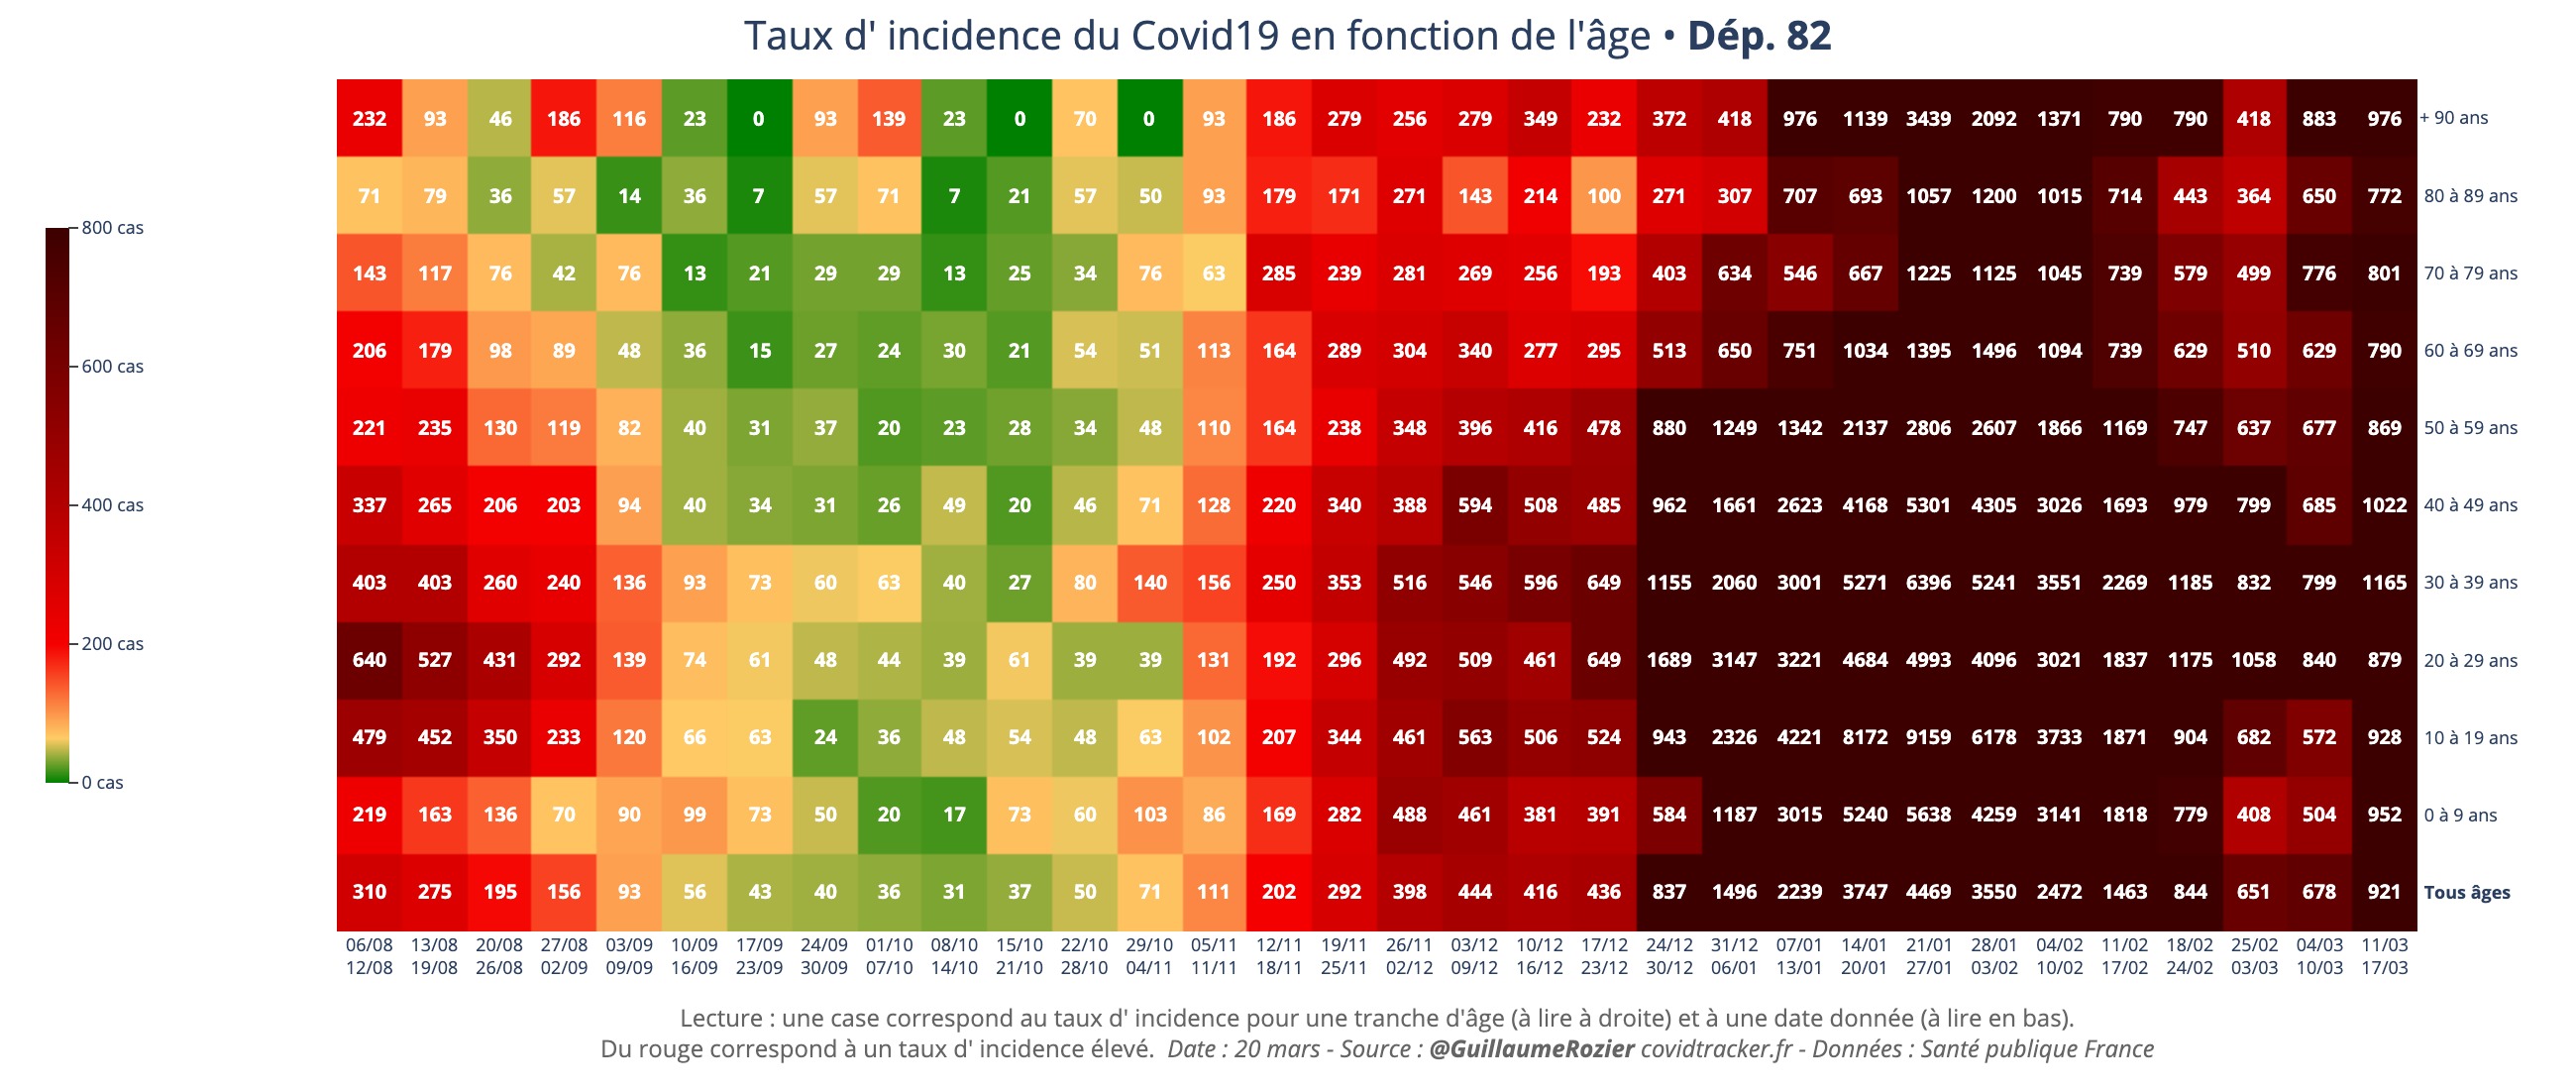 Taux d' incidence du Covid19 en fonction de l'âge • Dép. 82
800 cas
600 cas
400 cas
200 cas
0 cas
232 93 46 186 116 23 0 93 139 23 0 70 0 93 186 279 256 279 349 232 372 418 976 1139 3439 2092 1371 790 790 418 883 976 + 90 ans
71 79 36 57 14 36 7 57 71 7 21 57 50 93 179 171 271 143 214 100 271 307 707 693 1057 1200 1015 714 443 364 650 772 80 à 89 ans
143 117 76 42 76 13 21 29 29 13 25 34 76 63 285 239 281 269 256 193 403 634 546 667 1225 1125 1045 739 579 499 776 801 70 à 79 ans
206 179 98 89 48 36 15 27 24 30 21 54 51 113 164 289 304 340 277 295 513 650 751 1034 1395 1496 1094 739 629 510 629 790 60 à 69 ans
221 235 130 119 82 40 31 37 20 23 28 34 48 110 164 238 348 396 416 478 880 1249 1342 2137 2806 2607 1866 1169 747 637 677 869 50 à 59 ans
337 265 206 203 94 40 34 31 26 49 20 46 71 128 220 340 388 594 508 485 962 1661 2623 4168 5301 4305 3026 1693 979 799 685 1022 40 à 49 ans
403 403 260 240 136 93 73 60 63 40 27 80 140 156 250 353 516 546 596 649 1155 2060 3001 5271 6396 5241 3551 2269 1185 832 799 1165 30 à 39 ans
640 527 431 292 139 74 61 48 44 39 61 39 39 131 192 296 492 509 461 649 1689 3147 3221 4684 4993 4096 3021 1837 1175 1058 840 879 20 à 29 ans
479 452 350 233 120 66 63 24 36 48 54 48 63 102 207 344 461 563 506 524 943 2326 4221 8172 9159 6178 3733 1871 904 682 572 928 10 à 19 ans
219 163 136 70 90 99 73 50 20 17 73 60 103 86 169 282 488 461 381 391 584 1187 3015 5240 5638 4259 3141 1818 779 408 504 952 0 à 9 ans
310 275 195 156 93 56 43 40 36 31 37 50 71 111 202 292 398 444 416 436 837 1496 2239 3747 4469 3550 2472 1463 844 651 678 921 Tous âges
06/08 13/08 20/08 27/08 03/09 10/09 17/09 24/09 01/10 08/10 15/10 22/10 29/10 05/11 12/11 19/11 26/11 03/12 10/12 17/12 24/12 31/12 07/01 14/01 21/01 28/01 04/02 11/02 18/02 25/02 04/03 11/03
12/08 19/08 26/08 02/09 09/09 16/09 23/09 30/09 07/10 14/10 21/10 28/10 04/11 11/11 18/11 25/11 02/12 09/12 16/12 23/12 30/12 06/01 13/01 20/01 27/01 03/02 10/02 17/02 24/02 03/03 10/03 17/03
Lecture : une case correspond au taux d' incidence pour une tranche d'âge (à lire à droite) et à une date donnée (à lire en bas).
Du rouge correspond à un taux d' incidence élevé. Date : 20 mars - Source : @GuillaumeRozier covidtracker.fr - Données : Santé publique France